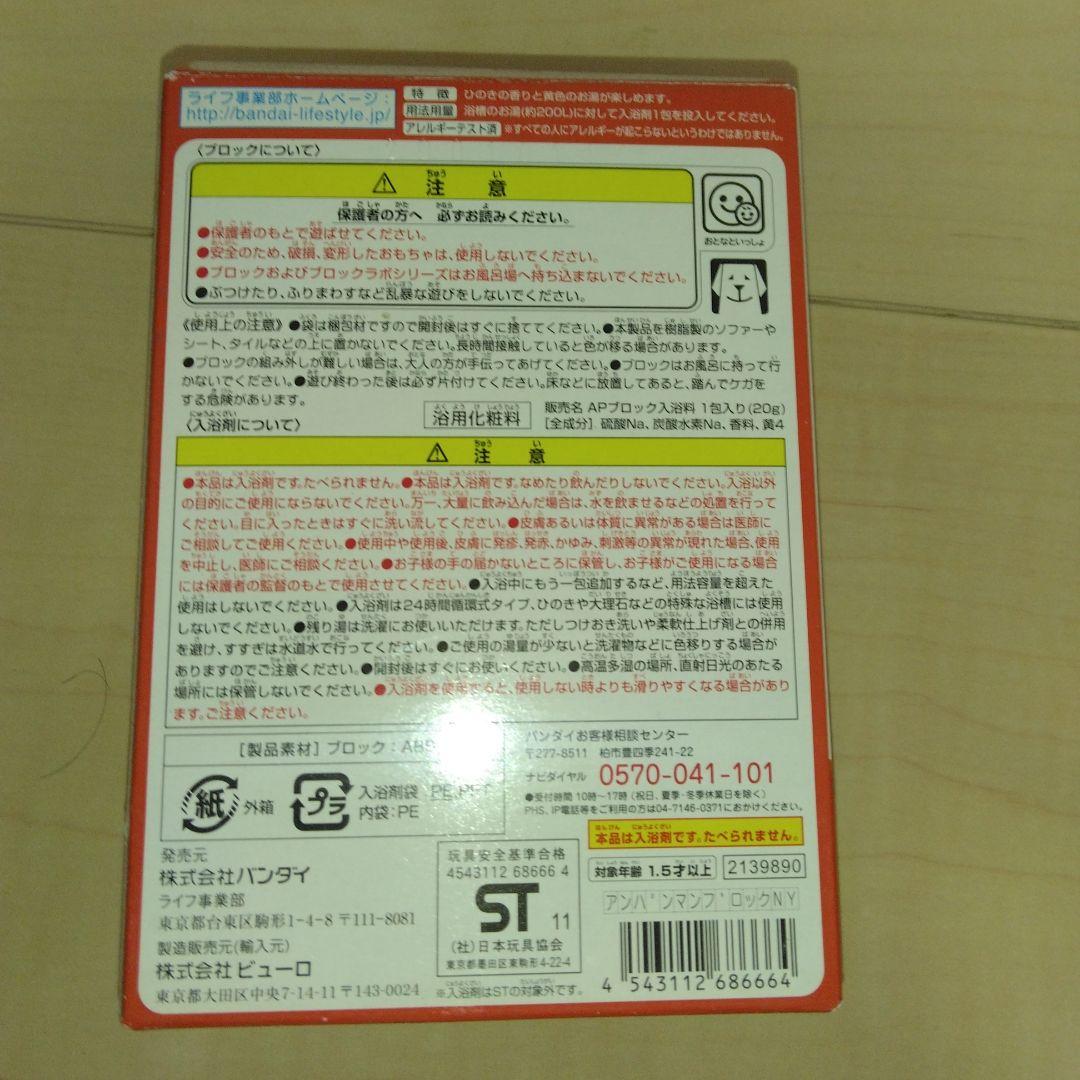 ライフ事業部ホームページ:
http://bandai-lifestyle.jp/
特 徴 ひのきの香りと黄色のお湯が楽しめます。
用法用量 浴槽のお湯(約200L)に対して入浴剤1包を投入してください。
アレルギーテスト済 ※すべての人にアレルギーが起こらないというわけではありません。
〈ブロックについて〉
注 意
保護者の方へ 必ずお読みください。
●保護者のもとで遊ばせてください。
●安全のため、破損、変形したおもちゃは、使用しないでください。
●ブロックおよびブロックラボシリーズはお風呂場へ持ち込まないでください。
●ぶつけたり、ふりまわすなど乱暴な遊びをしないでください。
おとなといっしょ
《使用上の注意》●袋は梱包材ですので開封後はすぐに捨ててください。●本製品を樹脂製のソファーや
シート、タイルなどの上に置かないでください。長時間接触していると色が移る場合があります。
●ブロックの組み外しが難しい場合は、大人の方が手伝ってあげてください。●ブロックはお風呂に持って行
かないでください。●遊び終わった後は必ず片付けてください。床などに放置してあると、踏んでケガを
する危険があります。
浴用化粧料
販売名 APブロック入浴料 1包入り(20g)
[全成分] 硫酸Na、炭酸水素Na、香料、黄4
〈入浴剤について〉
注 意
●本品は入浴剤です。たべられません。●本品は入浴剤です。なめたり飲んだりしないでください。入浴以外
の目的にご使用にならないでください。万一、大量に飲み込んだ場合は、水を飲ませるなどの処置を行って
ください。目に入ったときはすぐに洗い流してください。●皮膚あるいは体質に異常がある場合は医師に
ご相談してご使用ください。●使用中や使用後、皮膚に発疹、発赤、かゆみ、刺激等の異常が現れた場合、使用
を中止し、医師にご相談ください。●お子様の手の届かないところに保管し、お子様がご使用になる場合
には保護者の監督のもとで使用させてください。●入浴中にもう一包追加するなど、用法容量を超えた
使用はしないでください。●入浴剤は24時間循環式タイプ、ひのきや大理石などの特殊な浴槽には使用
しないでください。●残り湯は洗濯にお使いいただけます。ただしつけおき洗いや柔軟仕上げ剤との併用
を避け、すすぎは水道水で行ってください。●ご使用の湯量が少ないと洗濯物などに色移りする場合が
ありますのでご注意ください。●開封後はすぐにお使いください。●高温多湿の場所、直射日光のあたる
場所には保管しないでください。●入浴剤を使用すると、使用しない時よりも滑りやすくなる場合があり
ます。ご注意ください。
[製品素材] ブロック:ABS
紙 外箱
プラ 入浴剤袋 PE,PET
内袋:PE
バンダイお客様相談センター
〒277-8511 柏市豊四季241-22
ナビダイヤル 0570-041-101
●受付時間 10時〜17時(祝日、夏季・冬季休業日を除く)
PHS、IP電話等をご利用の方は04-7146-0371におかけください。
本品は入浴剤です。たべられません。
対象年齢 1.5才以上
2139890
アンパンマンブロックNY
4 543112 686664
発売元
株式会社バンダイ
ライフ事業部
東京都台東区駒形1-4-8 〒111-8081
製造販売元(輸入元)
株式会社 ビューロ
東京都大田区中央7-14-11 〒143-0024
玩具安全基準合格
4543112 68666 4
ST 11
(社)日本玩具協会
東京都墨田区東駒形4-22-4
※入浴剤はSTの対象外です。